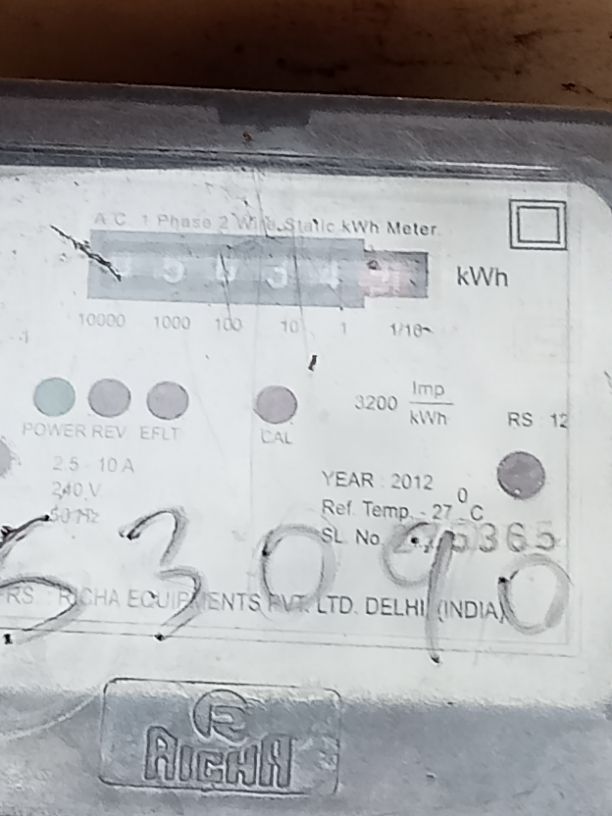 A.C. 1 Phase 2 Wire Static kWh Meter
kWh
10000 1000 100 10 1 1/10
3200 Imp/kWh
RS : 12
POWER REV EFLT CAL
2.5 - 10 A
240 V
50 Hz
YEAR : 2012
Ref. Temp. - 27 °C
SL. No.
53090
RICHA EQUIPMENTS PVT. LTD. DELHI (INDIA)
RICHA